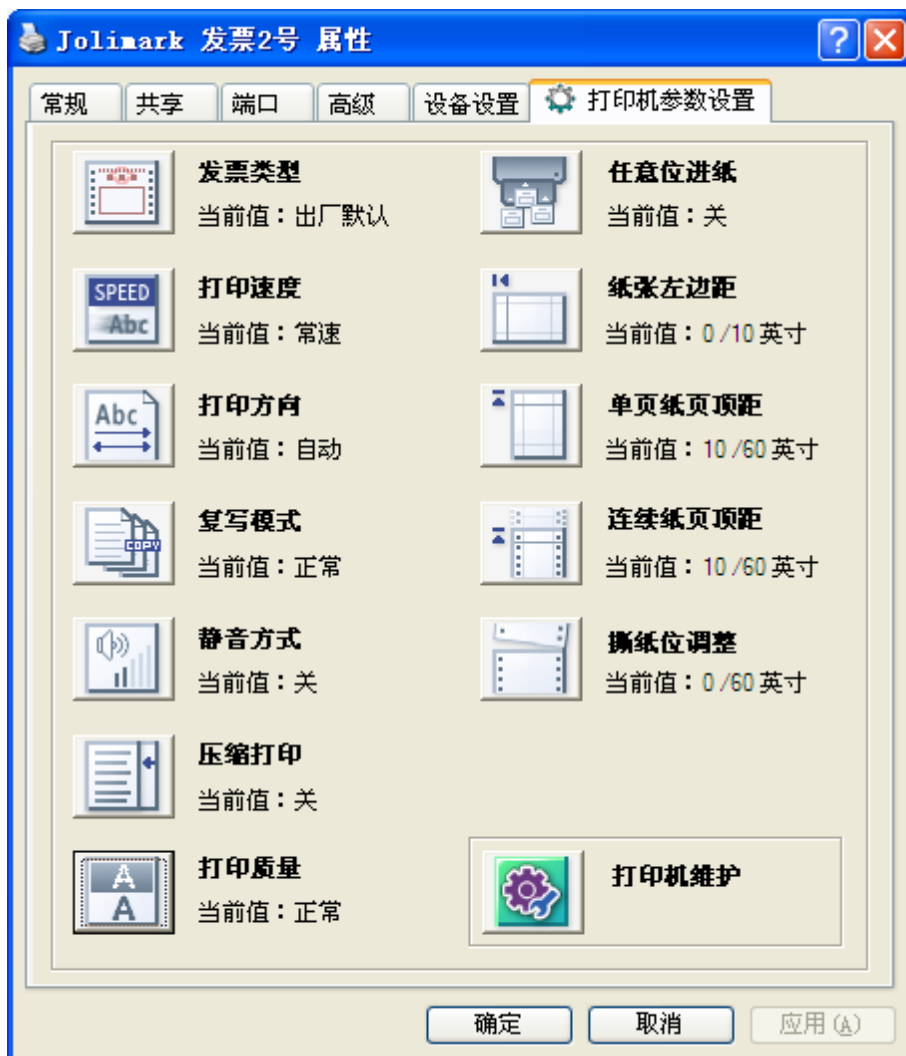 Jolimark 发票2号 属性
常规 共享 端口 高级 设备设置 打印机参数设置
发票类型
当前值：出厂默认
SPEED
Abc
打印速度
当前值：常速
Abc
打印方向
当前值：自动
COPY
复写模式
当前值：正常
静音方式
当前值：关
压缩打印
当前值：关
A
A
打印质量
当前值：正常
任意位进纸
当前值：关
纸张左边距
当前值：0 /10 英寸
单页纸页顶距
当前值：10 /60 英寸
连续纸页顶距
当前值：10 /60 英寸
撕纸位调整
当前值：0 /60 英寸
打印机维护
确定 取消 应用(A)